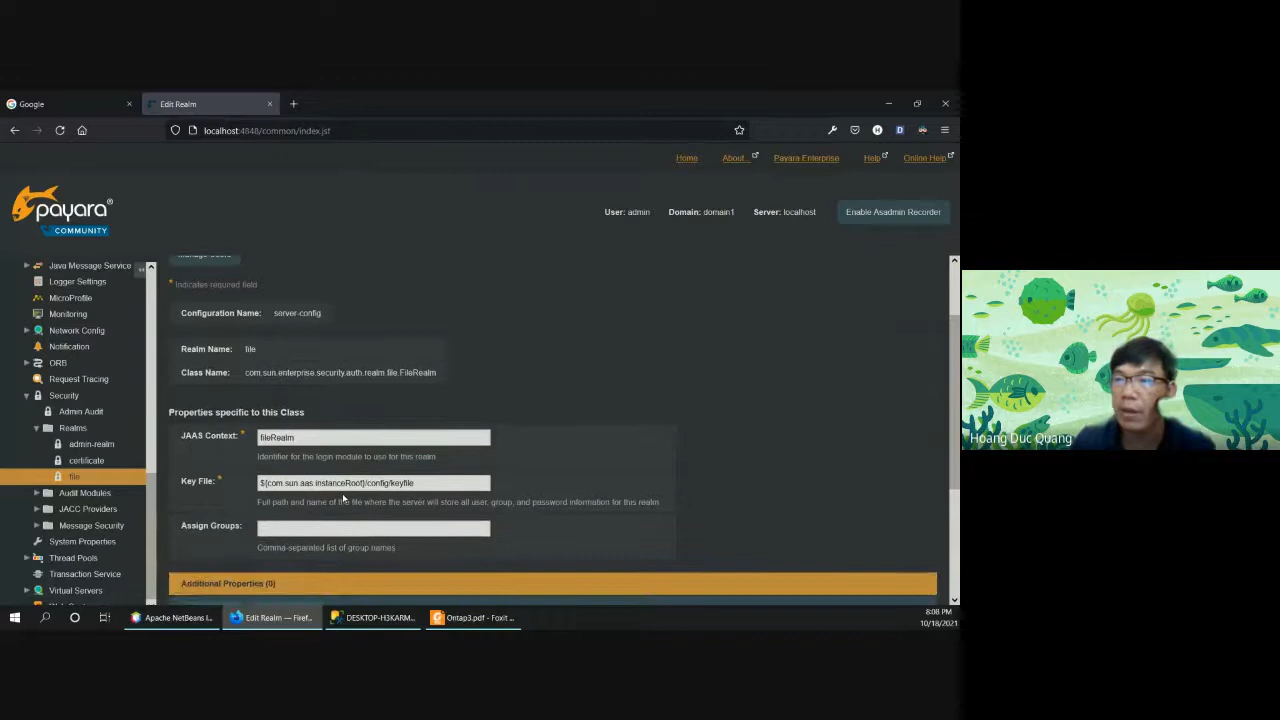 Google
Edit Realm
localhost:4848/common/index.jsf
Home
About...
Payara Enterprise
Help
Online Help
payara®
COMMUNITY
User: admin
Domain: domain1
Server: localhost
Enable Asadmin Recorder
Java Message Service
Logger Settings
MicroProfile
Monitoring
Network Config
Notification
ORB
Request Tracing
Security
Admin Audit
Realms
admin-realm
certificate
file
Audit Modules
JACC Providers
Message Security
System Properties
Thread Pools
Transaction Service
Virtual Servers
* Indicates required field
Configuration Name: server-config
Realm Name: file
Class Name: com.sun.enterprise.security.auth.realm.file.FileRealm
Properties specific to this Class
JAAS Context: * fileRealm
Identifier for the login module to use for this realm
Key File: * ${com.sun.aas.instanceRoot}/config/keyfile
Full path and name of the file where the server will store all user, group, and password information for this realm
Assign Groups:
Comma-separated list of group names
Additional Properties (0)
Apache NetBeans I...
Edit Realm — Firef...
DESKTOP-H3KARM...
Ontap3.pdf - Foxit ...
8:08 PM
10/18/2021
Hoang Duc Quang